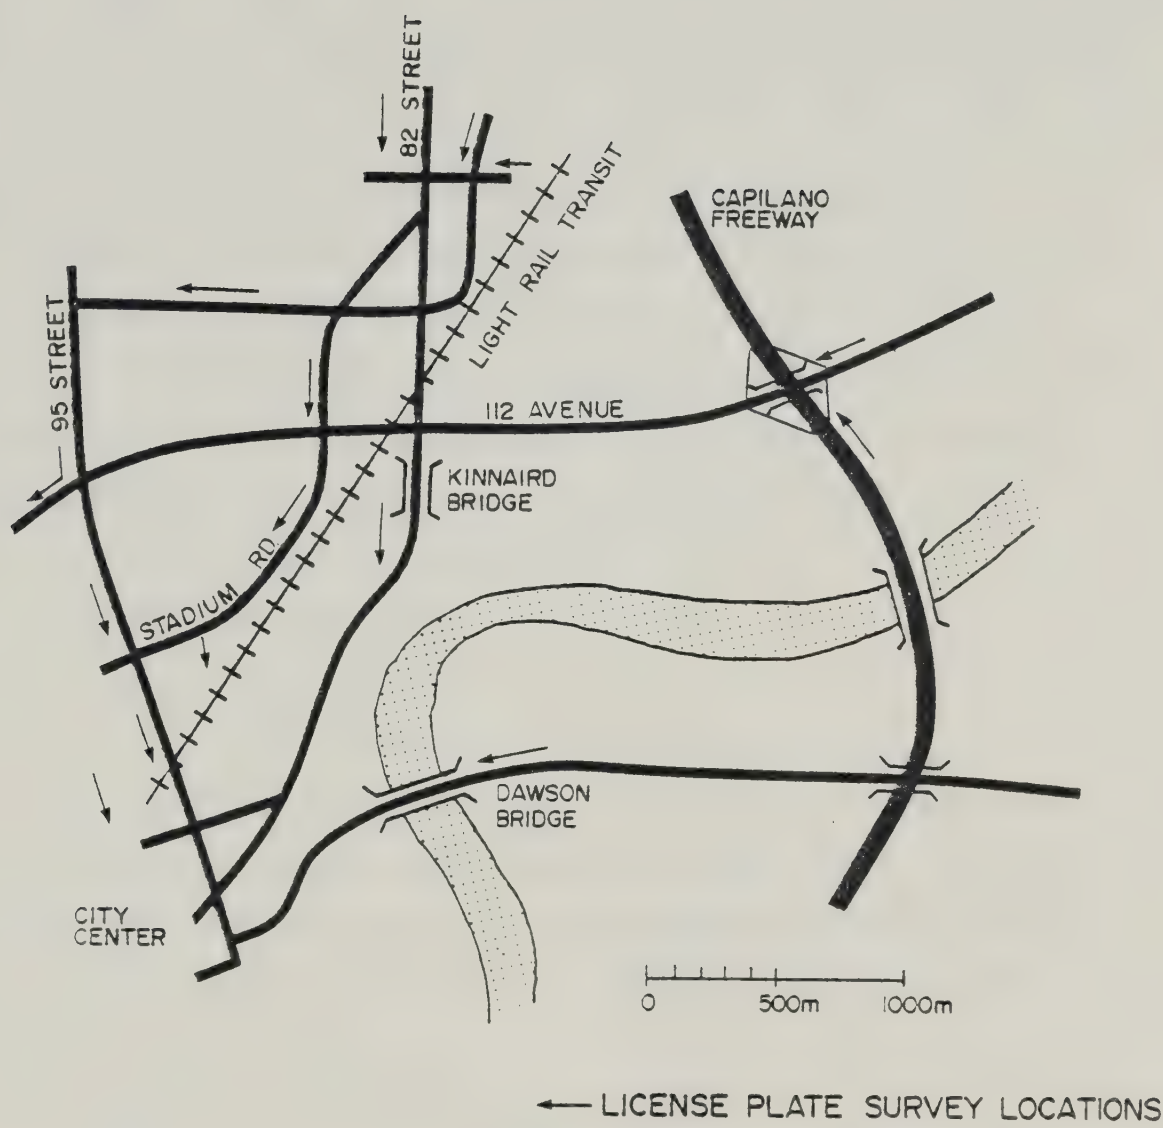 82 STREET
CAPILANO
FREEWAY
LIGHT RAIL TRANSIT
95 STREET
112 AVENUE
KINNAIRD
BRIDGE
STADIUM RD.
DAWSON
BRIDGE
CITY
CENTER
0 500m 1000m
LICENSE PLATE SURVEY LOCATIONS